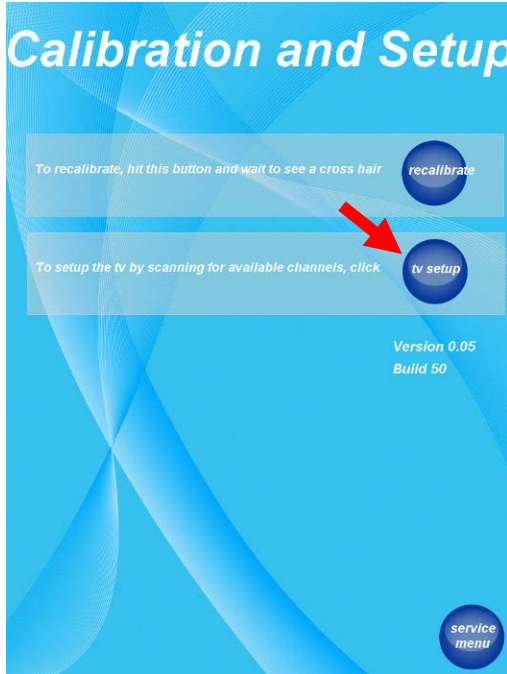 Calibration and Setup
To recalibrate, hit this button and wait to see a cross hair
recalibrate
To setup the tv by scanning for available channels, click
tv setup
Version 0.05
Build 50
service
menu